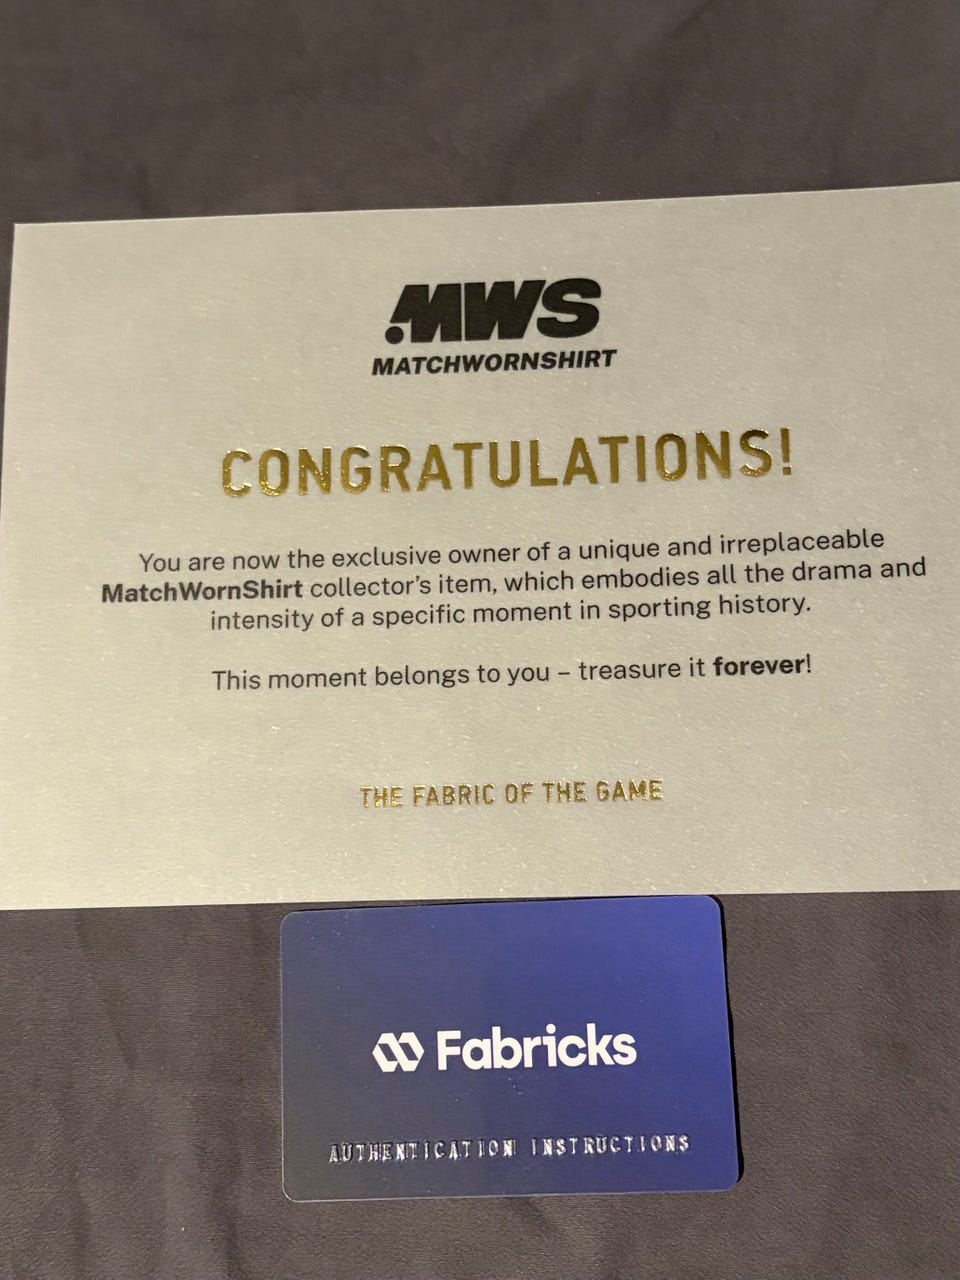 MWS
MATCHWORNSHIRT
CONGRATULATIONS!
You are now the exclusive owner of a unique and irreplaceable
MatchWornShirt collector's item, which embodies all the drama and
intensity of a specific moment in sporting history.
This moment belongs to you – treasure it forever!
THE FABRIC OF THE GAME
Fabricks
AUTHENTICATION INSTRUCTIONS